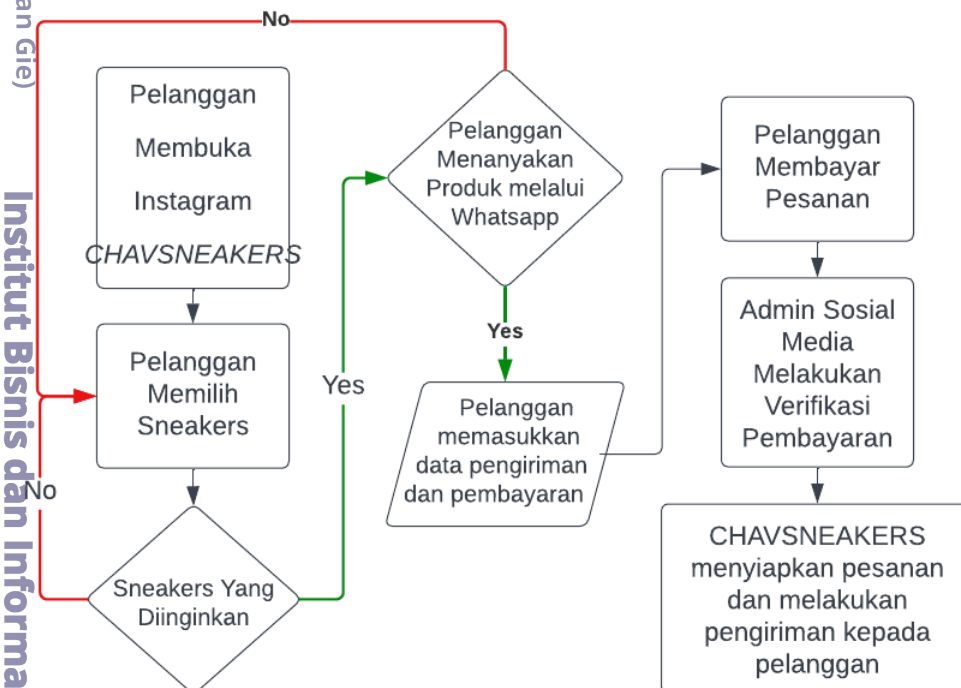 an Gie)
Institut Bisnis dan Informa
No
Pelanggan
Membuka
Instagram
CHAVSNEAKERS
Pelanggan
Memilih
Sneakers
No
Sneakers Yang
Diinginkan
Yes
Pelanggan
Menanyakan
Produk melalui
Whatsapp
Yes
Pelanggan
memasukkan
data pengiriman
dan pembayaran
Pelanggan
Membayar
Pesanan
Admin Sosial
Media
Melakukan
Verifikasi
Pembayaran
CHAVSNEAKERS
menyiapkan pesanan
dan melakukan
pengiriman kepada
pelanggan